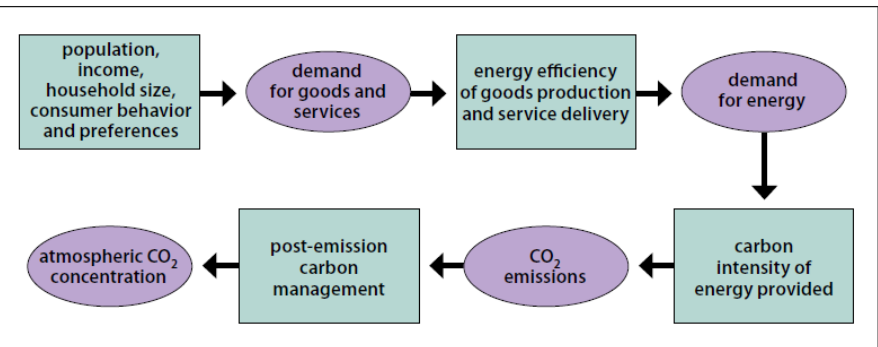 population,
income,
household size,
consumer behavior
and preferences
demand
for goods and
services
energy efficiency
of goods production
and service delivery
demand
for energy
carbon
intensity of
energy provided
CO₂
emissions
post-emission
carbon
management
atmospheric CO₂
concentration